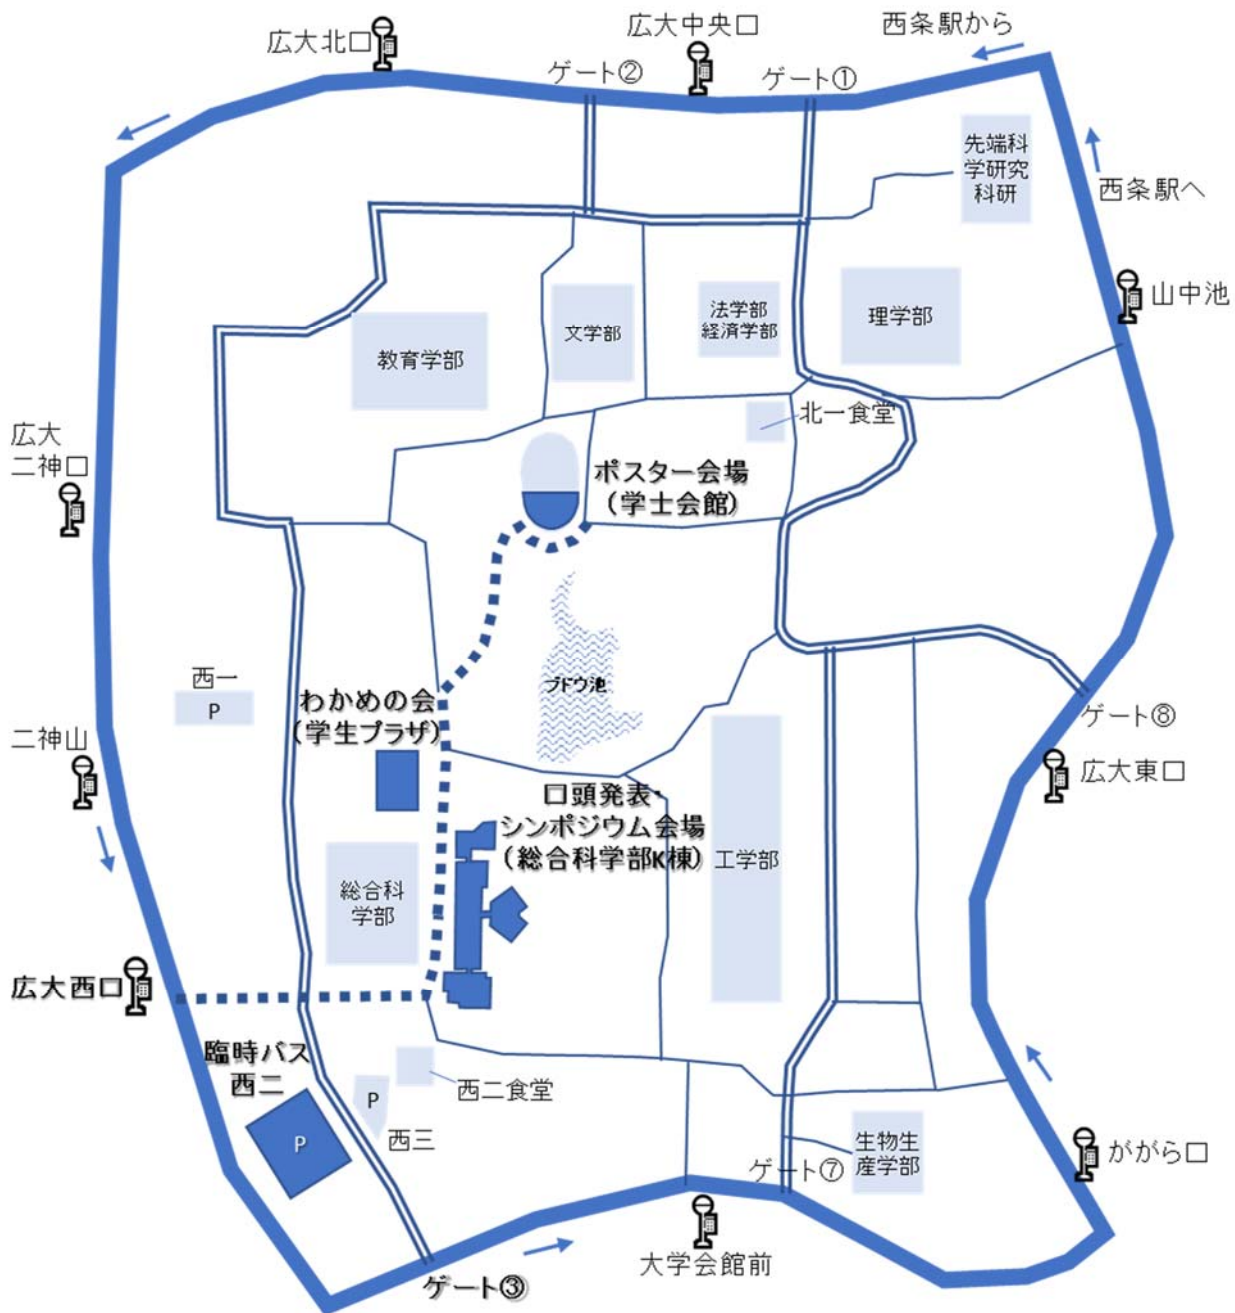 西条駅から
広大中央口
広大北口
ゲート②
ゲート①
先端科
学研究
科研
西条駅へ
山中池
法学部
経済学部
理学部
文学部
教育学部
北一食堂
広大
二神口
ポスター会場
（学士会館）
西一
P
ブドウ池
わかめの会
（学生プラザ）
ゲート⑧
二神山
広大東口
口頭発表・
シンポジウム会場
（総合科学部K棟）
工学部
総合科
学部
広大西口
臨時バス
西二
P
西二食堂
P
西三
生物生
産学部
ががら口
ゲート⑦
大学会館前
ゲート③